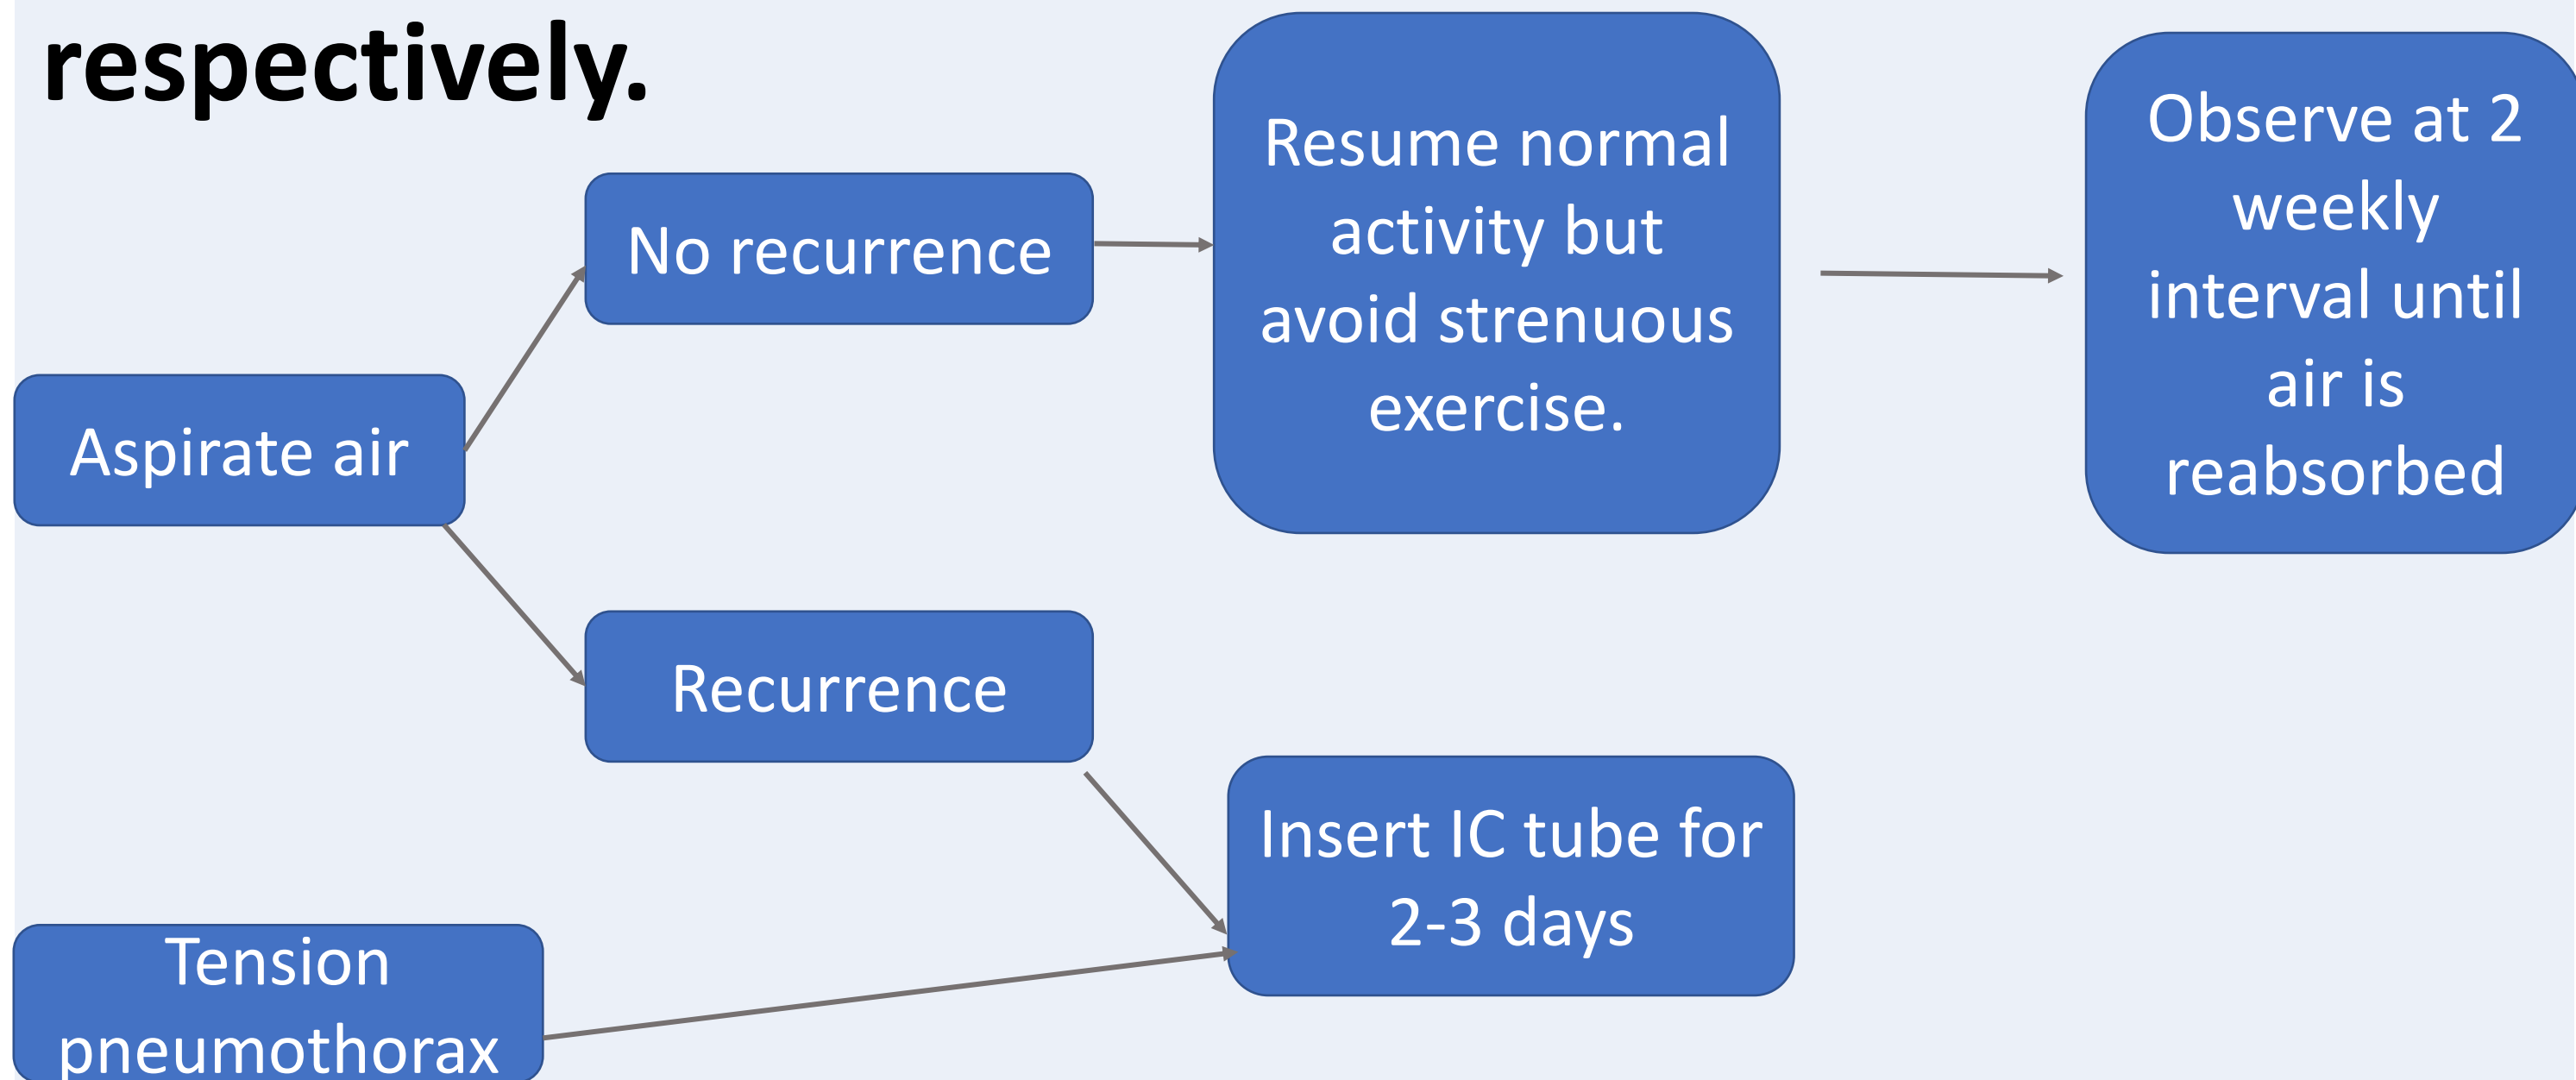 respectively.
No recurrence
Resume normal
activity but
avoid strenuous
exercise.
Observe at 2
weekly
interval until
air is
reabsorbed
Aspirate air
Recurrence
Insert IC tube for
2-3 days
Tension
pneumothorax